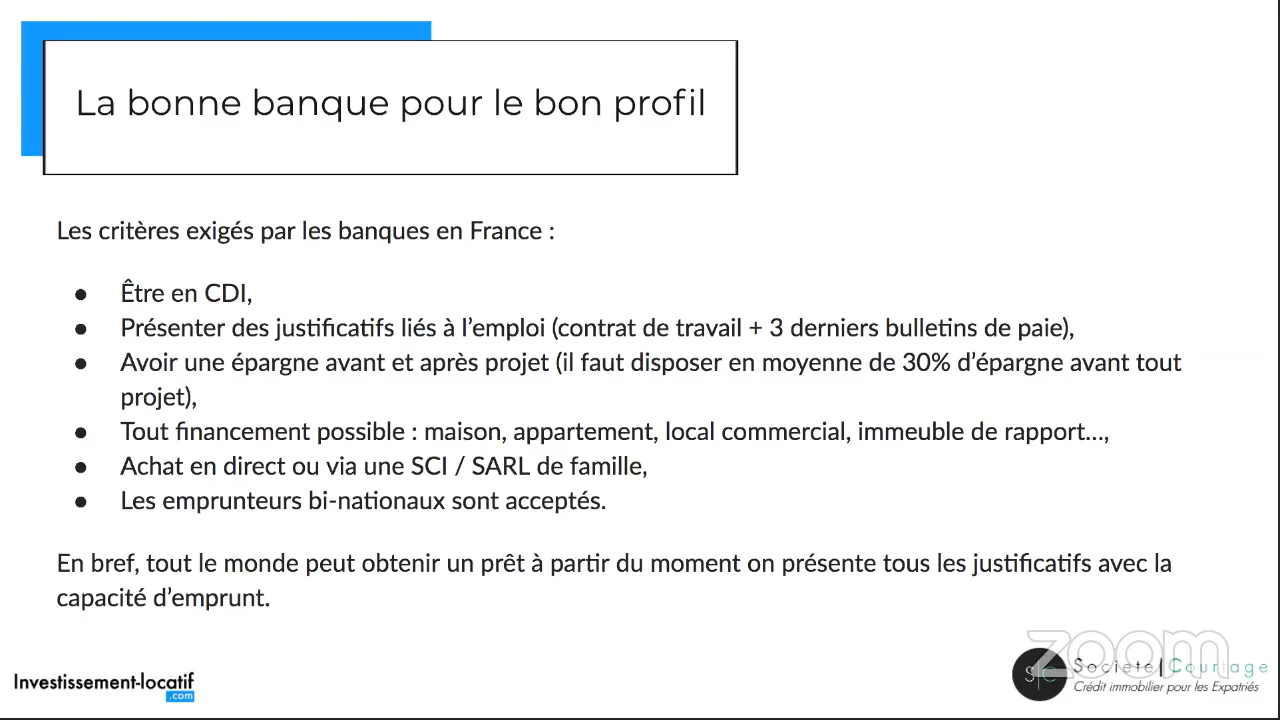 La bonne banque pour le bon profil
Les critères exigés par les banques en France :
● Être en CDI,
● Présenter des justificatifs liés à l’emploi (contrat de travail + 3 derniers bulletins de paie),
● Avoir une épargne avant et après projet (il faut disposer en moyenne de 30% d’épargne avant tout
projet),
● Tout financement possible : maison, appartement, local commercial, immeuble de rapport...,
● Achat en direct ou via une SCI / SARL de famille,
● Les emprunteurs bi-nationaux sont acceptés.
En bref, tout le monde peut obtenir un prêt à partir du moment on présente tous les justificatifs avec la
capacité d’emprunt.
zoom
S|C Societe|Courtage
Crédit immobilier pour les Expatriés
Investissement-locatif
.com